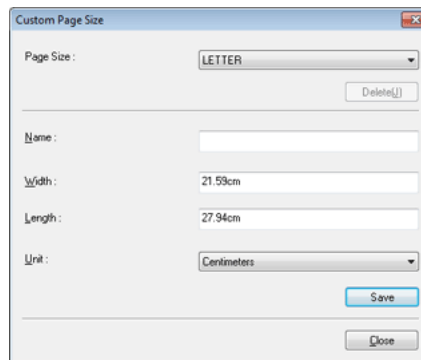 Custom Page Size
Page Size : LETTER
Delete(J)
Name :
Width : 21.59cm
Length : 27.94cm
Unit : Centimeters
Save
Close